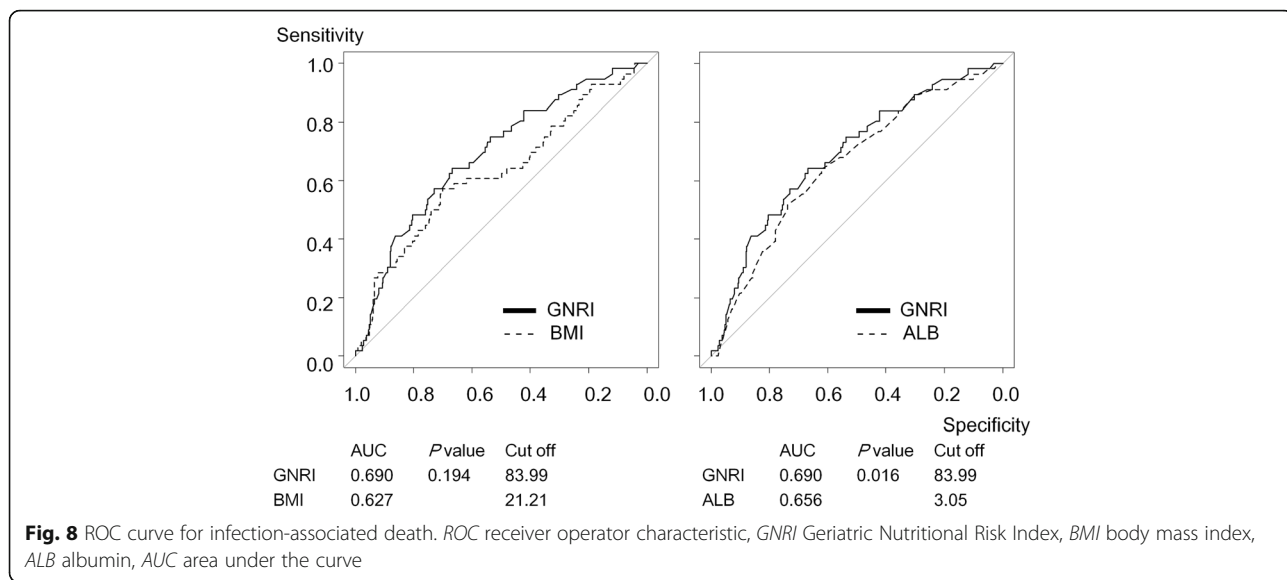 Sensitivity
1.0
0.8
0.6
0.4
0.2
0.0
GNRI
BMI
1.0 0.8 0.6 0.4 0.2 0.0
GNRI
ALB
1.0 0.8 0.6 0.4 0.2 0.0
Specificity
AUC P value Cut off
GNRI 0.690 0.194 83.99
BMI 0.627 21.21
AUC P value Cut off
GNRI 0.690 0.016 83.99
ALB 0.656 3.05
Fig. 8 ROC curve for infection-associated death. ROC receiver operator characteristic, GNRI Geriatric Nutritional Risk Index, BMI body mass index,
ALB albumin, AUC area under the curve